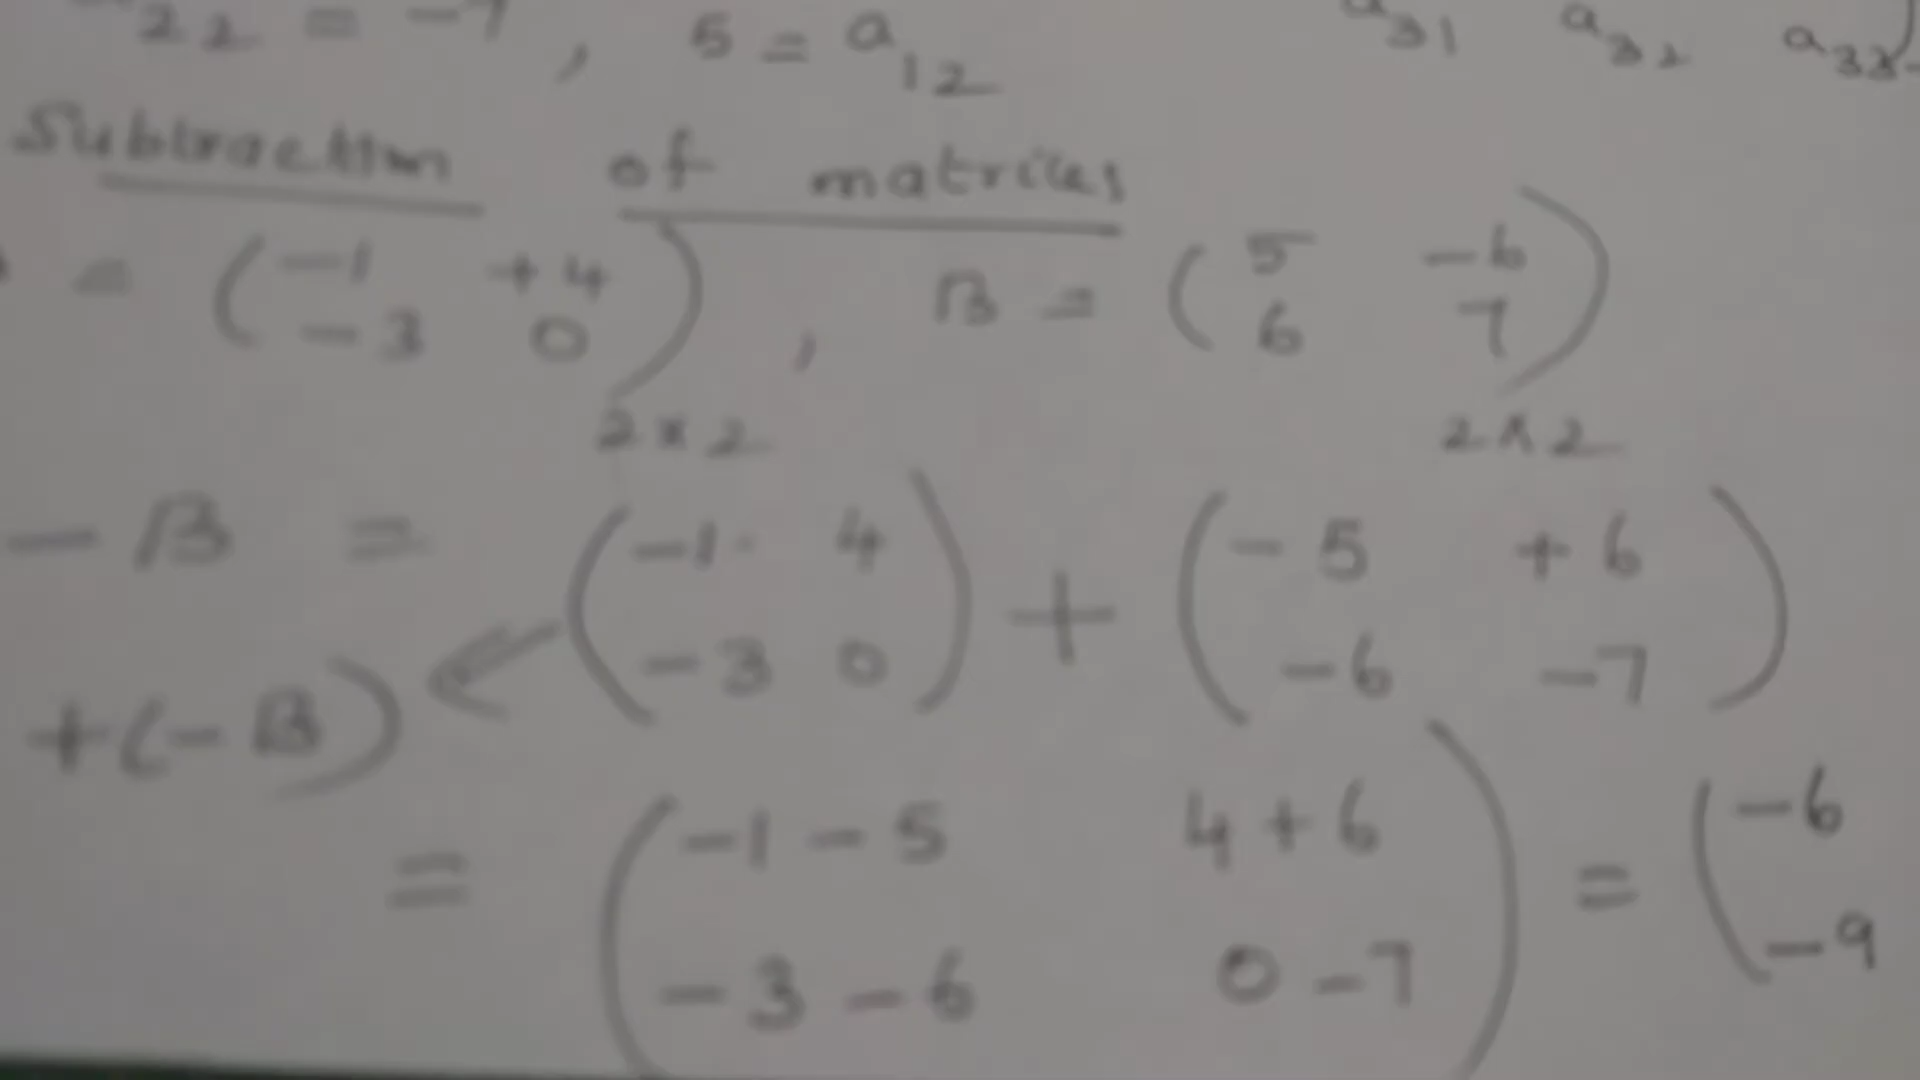 22 = -7 , 5 = a12
a31 a32 a33
Subtraction of matrices
= ( -1 +4 ) , B = ( 5 -6 )
-3 0 6 7
2×2 2×2
- B = ( -1 4 ) + ( -5 +6 )
-3 0 -6 -7
+(-B)
= ( -1-5 4+6 ) = ( -6
-3-6 0-7 -9